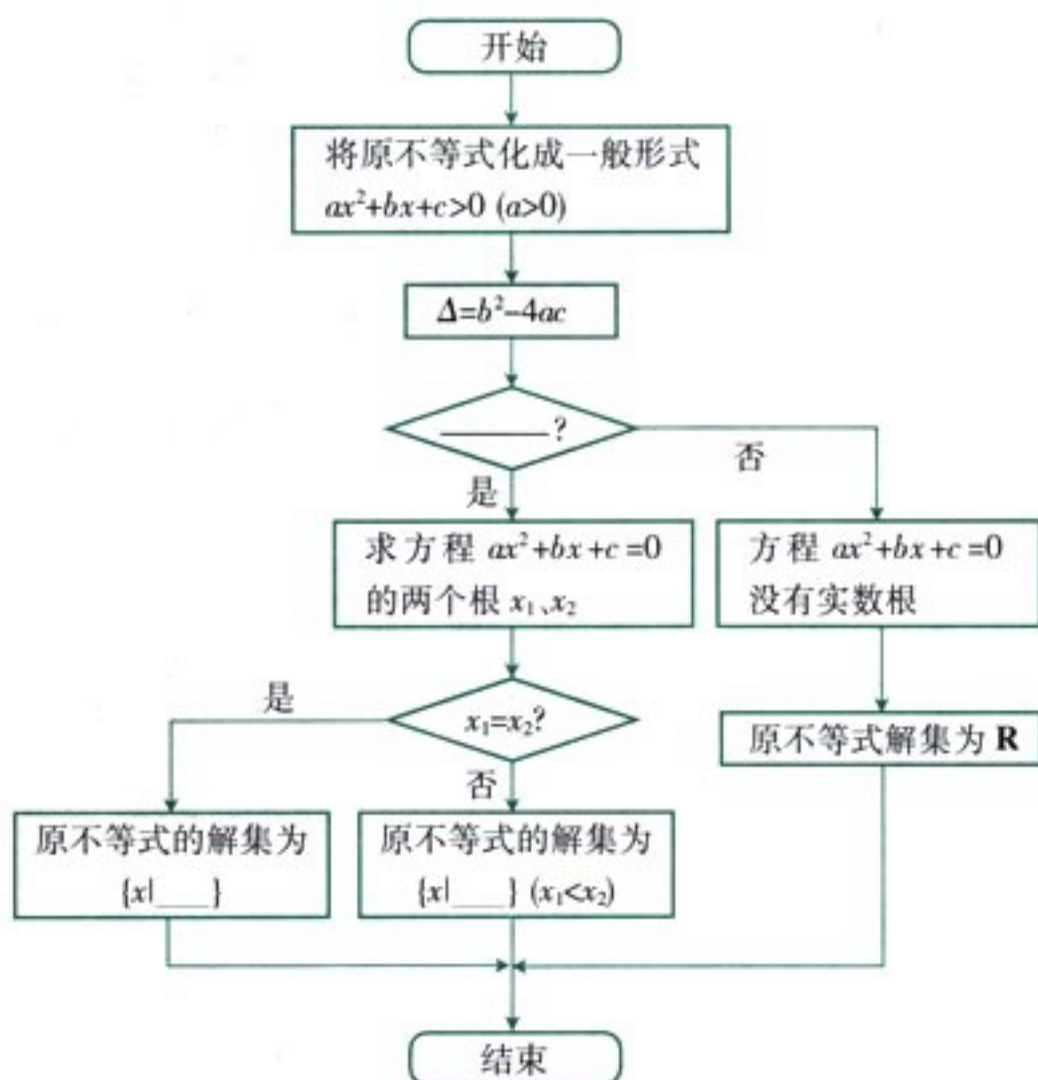 开始
将原不等式化成一般形式
ax²+bx+c>0 (a>0)
Δ=b²-4ac
______?
否
是
求方程 ax²+bx+c=0
的两个根 x₁、x₂
方程 ax²+bx+c=0
没有实数根
是
x₁=x₂?
原不等式解集为 R
否
原不等式的解集为
{x|___}
原不等式的解集为
{x|___} (x₁<x₂)
结束